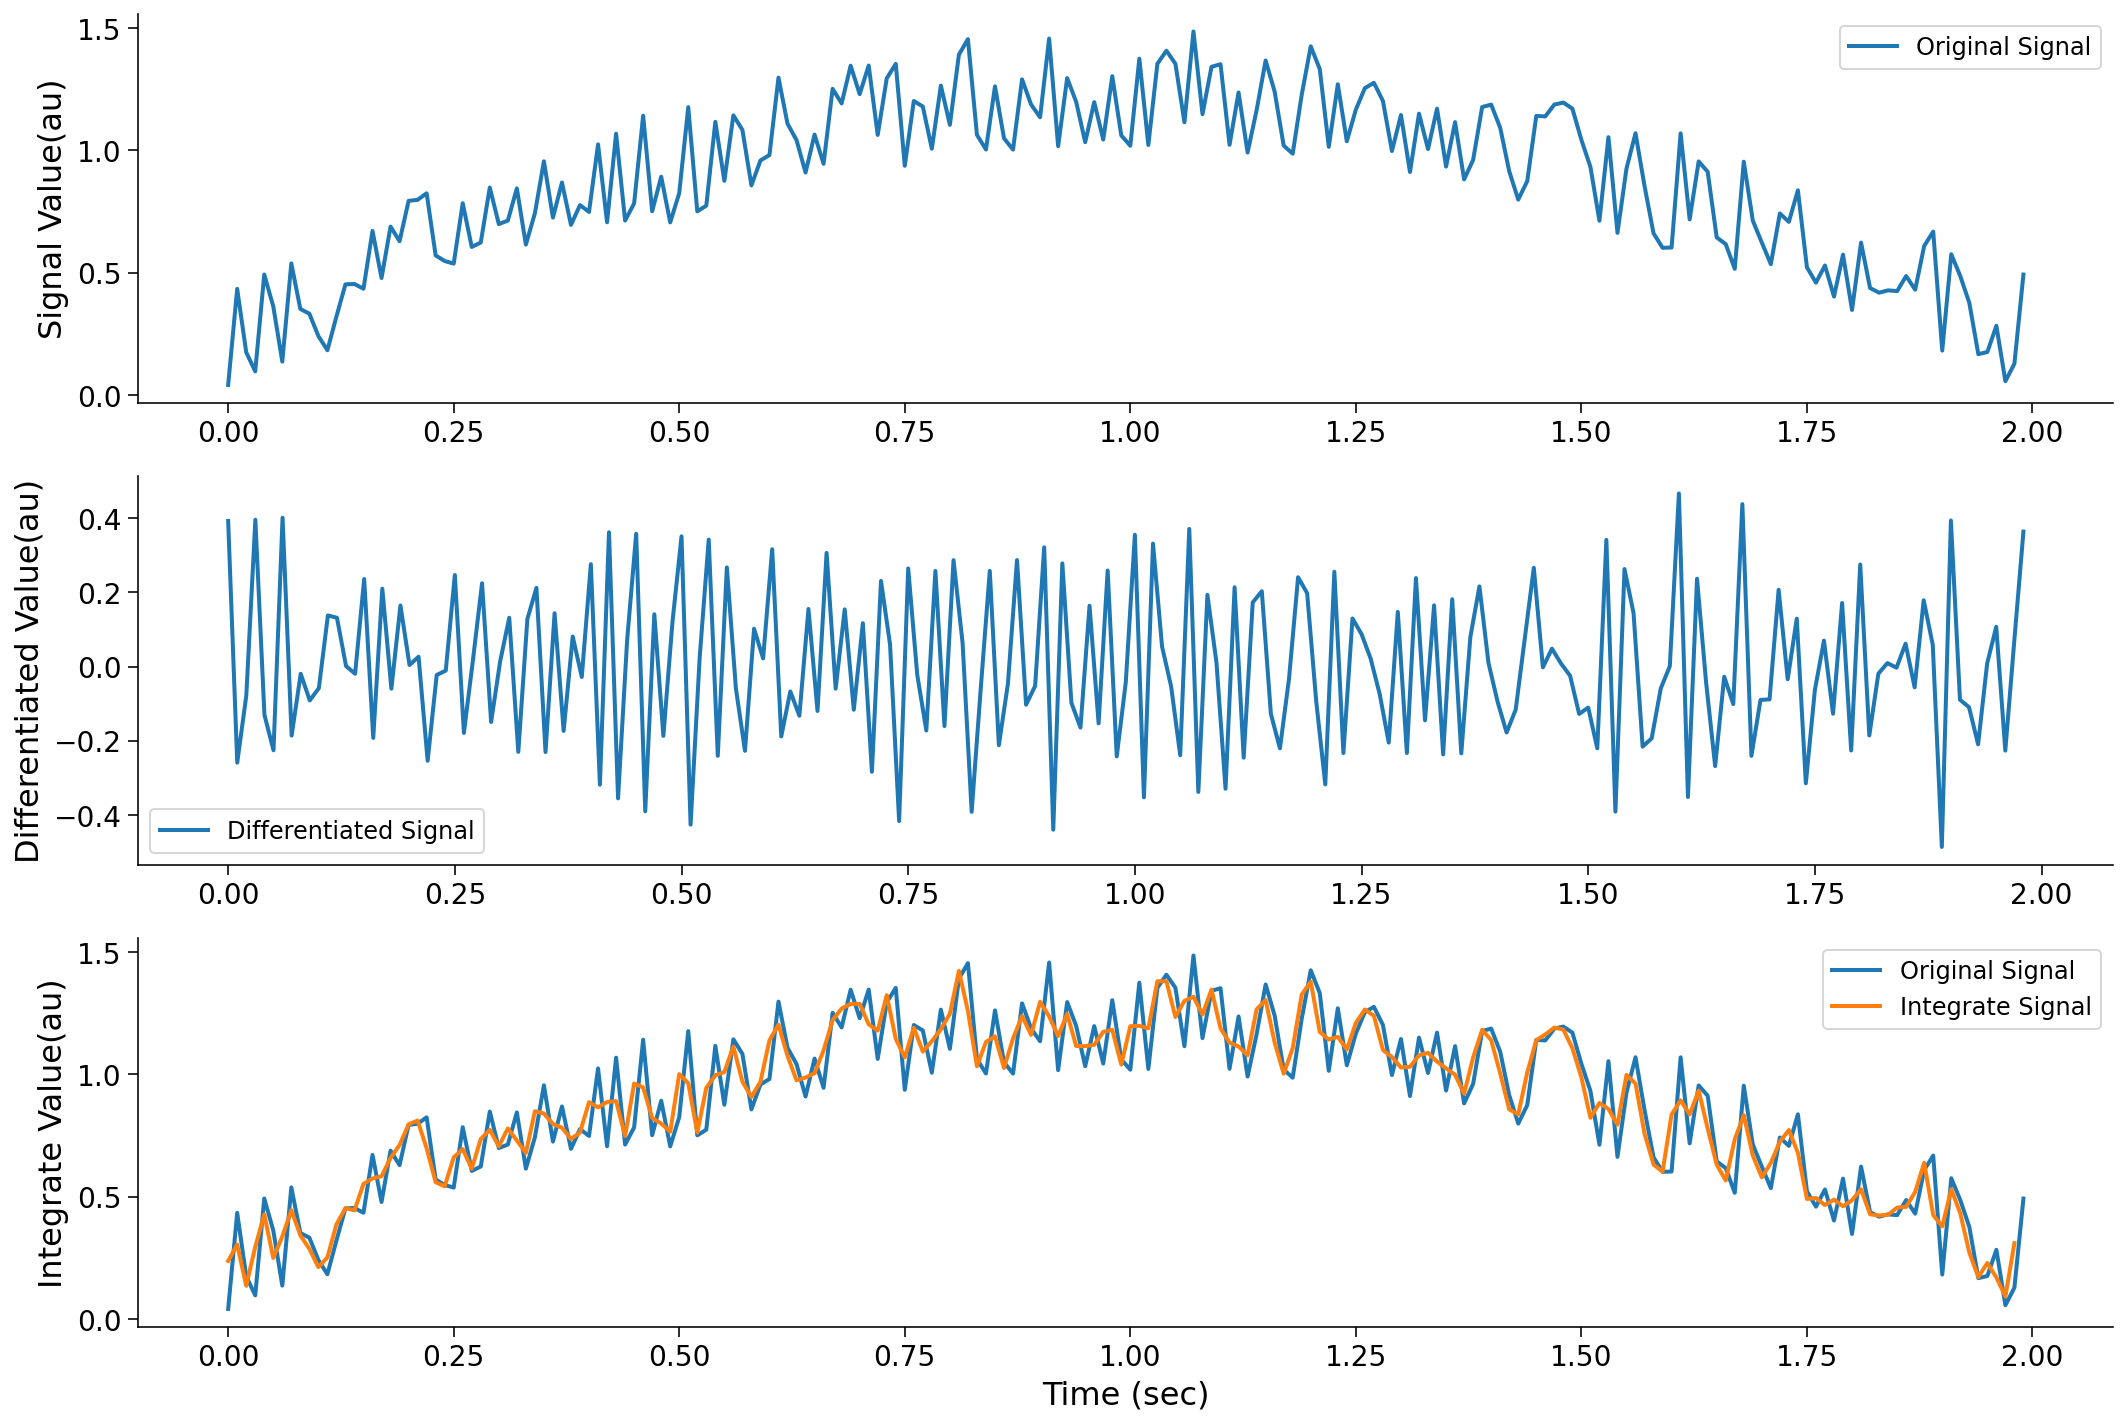 Signal Value(au)
1.5
1.0
0.5
0.0
Original Signal
0.00 0.25 0.50 0.75 1.00 1.25 1.50 1.75 2.00
Differentiated Value(au)
0.4
0.2
0.0
−0.2
−0.4
Differentiated Signal
0.00 0.25 0.50 0.75 1.00 1.25 1.50 1.75 2.00
Integrate Value(au)
1.5
1.0
0.5
0.0
Original Signal
Integrate Signal
0.00 0.25 0.50 0.75 1.00 1.25 1.50 1.75 2.00
Time (sec)